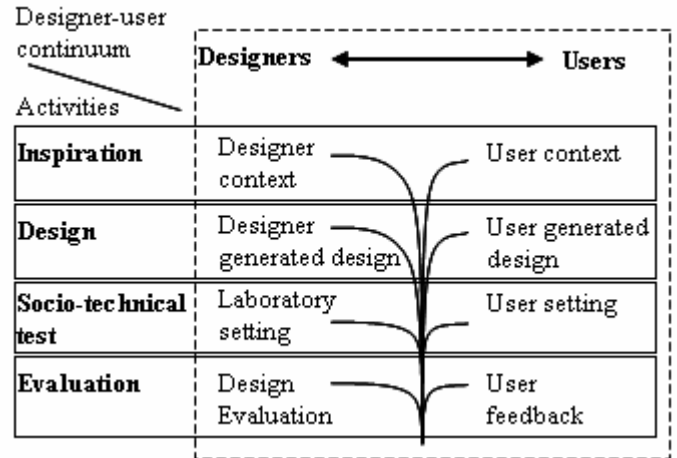 Designer-user
continuum
Designers
Users
Activities
Inspiration
Designer
context
User context
Design
Designer
generated design
User generated
design
Socio-technical
test
Laboratory
setting
User setting
Evaluation
Design
Evaluation
User
feedback